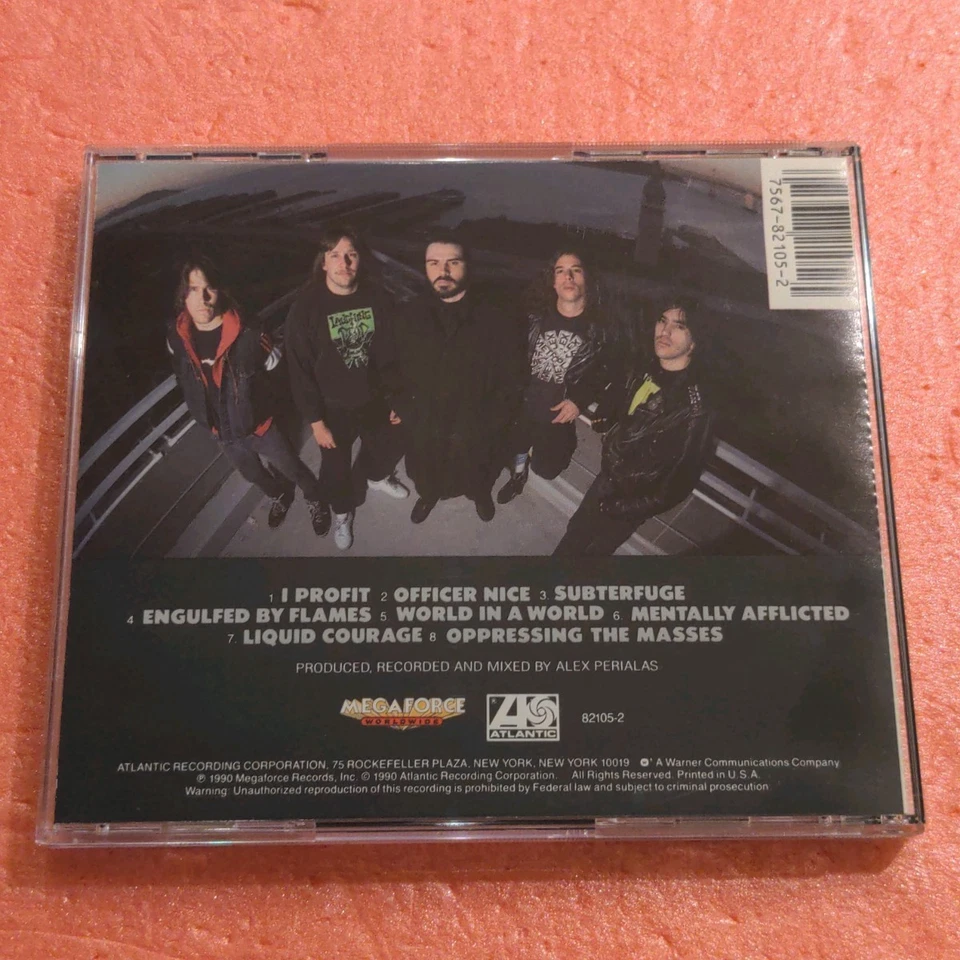 7567-82105-2
1 I PROFIT 2 OFFICER NICE 3. SUBTERFUGE
4 ENGULFED BY FLAMES 5 WORLD IN A WORLD 6. MENTALLY AFFLICTED
7. LIQUID COURAGE 8 OPPRESSING THE MASSES
PRODUCED, RECORDED AND MIXED BY ALEX PERIALAS
MEGAFORCE
WORLDWIDE
ATLANTIC
82105-2
ATLANTIC RECORDING CORPORATION, 75 ROCKEFELLER PLAZA, NEW YORK, NEW YORK 10019 A Warner Communications Company
℗ 1990 Megaforce Records, Inc. © 1990 Atlantic Recording Corporation. All Rights Reserved. Printed in U.S.A.
Warning: Unauthorized reproduction of this recording is prohibited by Federal law and subject to criminal prosecution